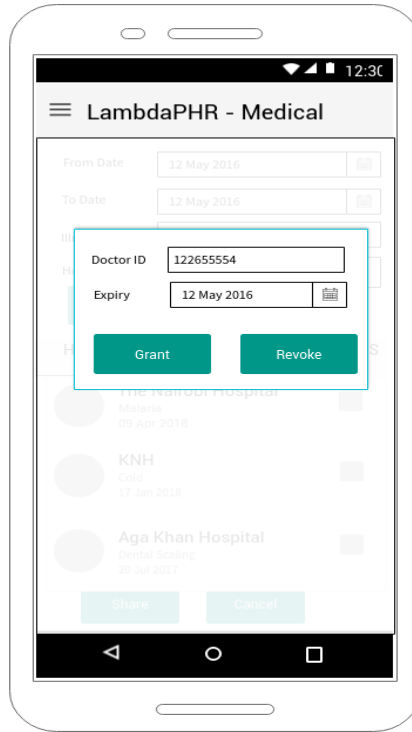 12:30
LambdaPHR - Medical
From Date 12 May 2016
To Date 12 May 2016
Doctor ID 122655554
Expiry 12 May 2016
Grant Revoke
The Nairobi Hospital
Malaria
09 Apr 2018
KNH
Cold
17 Jan 2018
Aga Khan Hospital
Dental Scaling
20 Jul 2017
Share Cancel